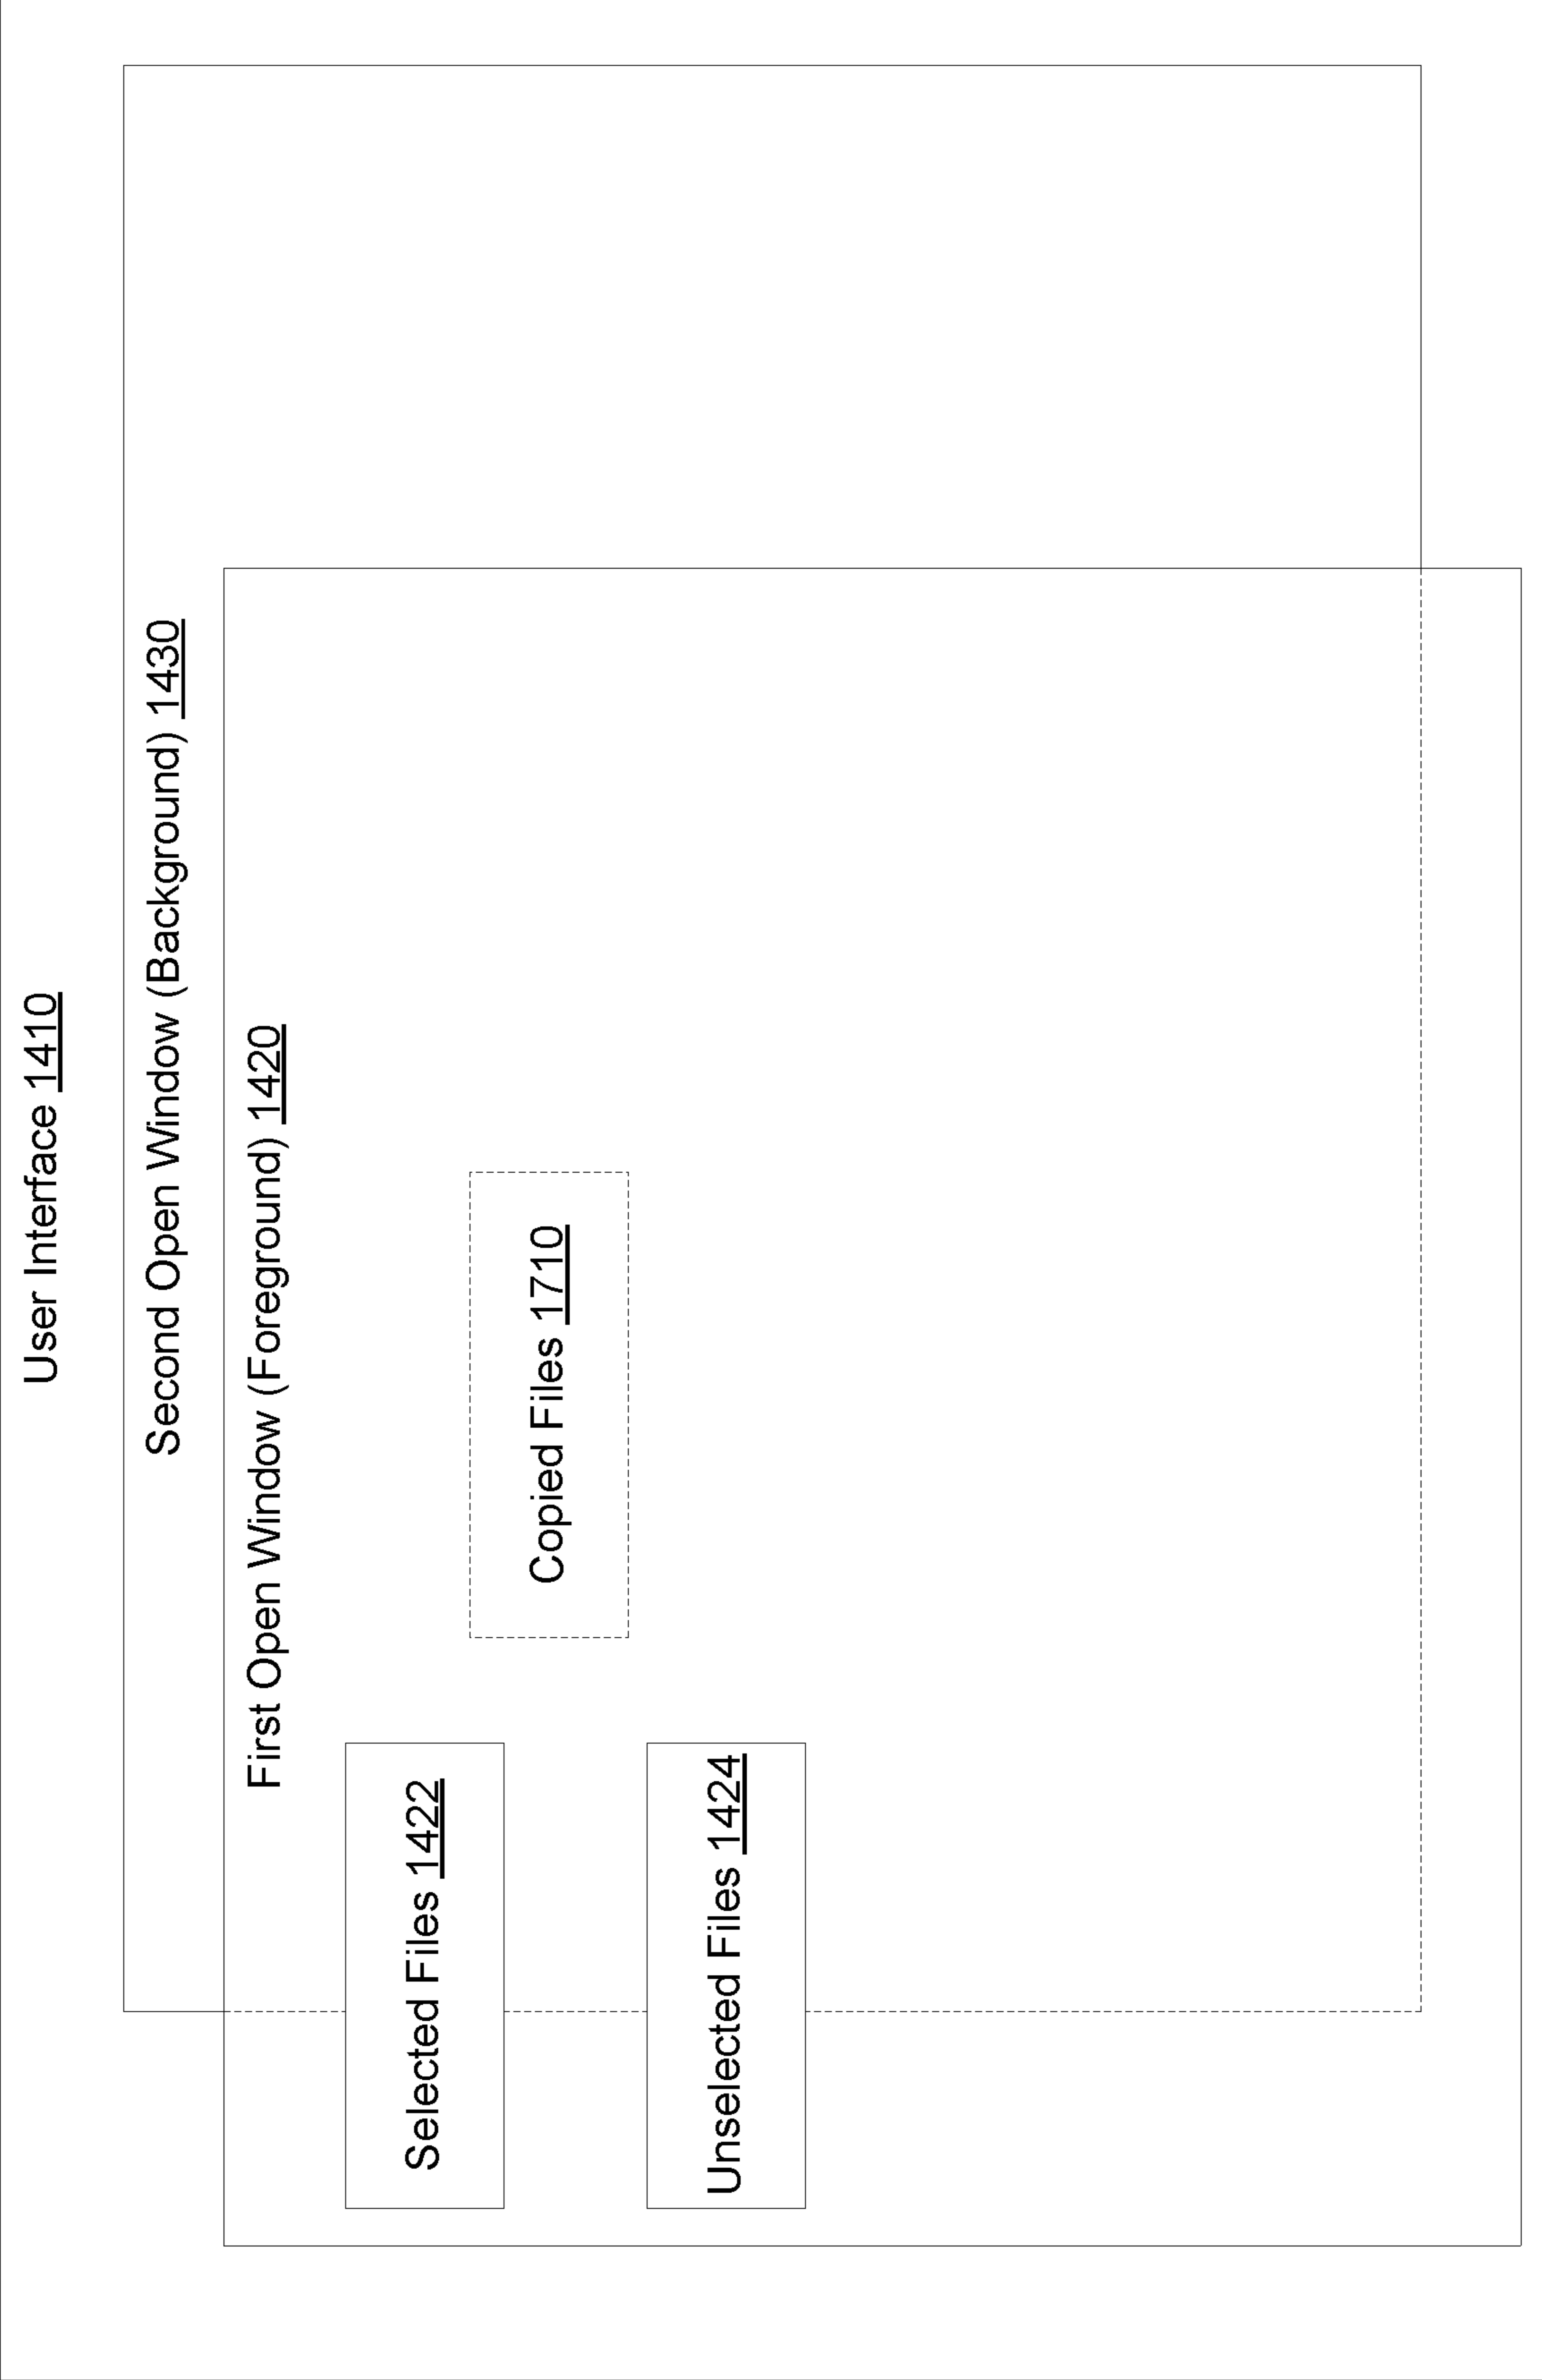 User Interface 1410
Second Open Window (Background) 1430
First Open Window (Foreground) 1420
Selected Files 1422
Copied Files 1710
Unselected Files 1424